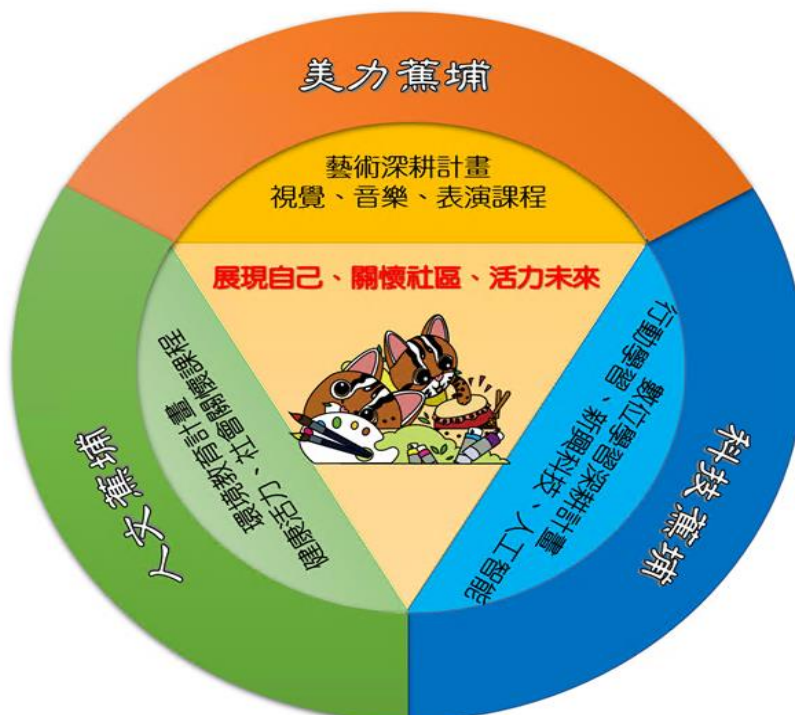 美力蕉埔
藝術深耕計畫
視覺、音樂、表演課程
展現自己、關懷社區、活力未來
人文蕉埔
環境教育計畫
健康活力、社會關懷課程
科技蕉埔
數位學習深耕計畫
行動學習、新興科技、人工智能